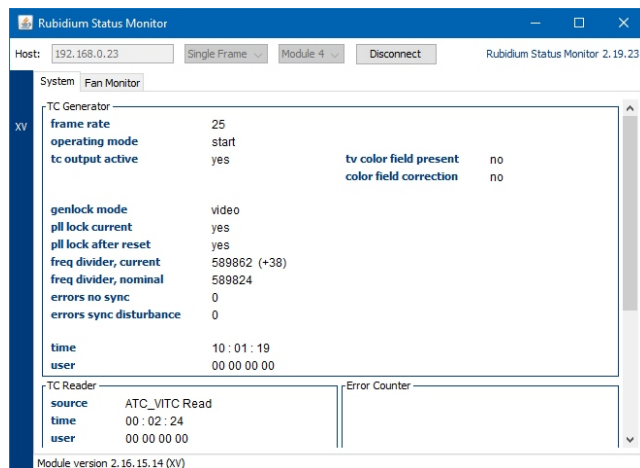 Rubidium Status Monitor
Host: 192.168.0.23 Single Frame Module 4 Disconnect Rubidium Status Monitor 2.19.23
System Fan Monitor
XV
TC Generator
frame rate 25
operating mode start
tc output active yes tv color field present no
color field correction no
genlock mode video
pll lock current yes
pll lock after reset yes
freq divider, current 589862 (+38)
freq divider, nominal 589824
errors no sync 0
errors sync disturbance 0
time 10 : 01 : 19
user 00 00 00 00
TC Reader Error Counter
source ATC_VITC Read
time 00 : 02 : 24
user 00 00 00 00
Module version 2.16.15.14 (XV)